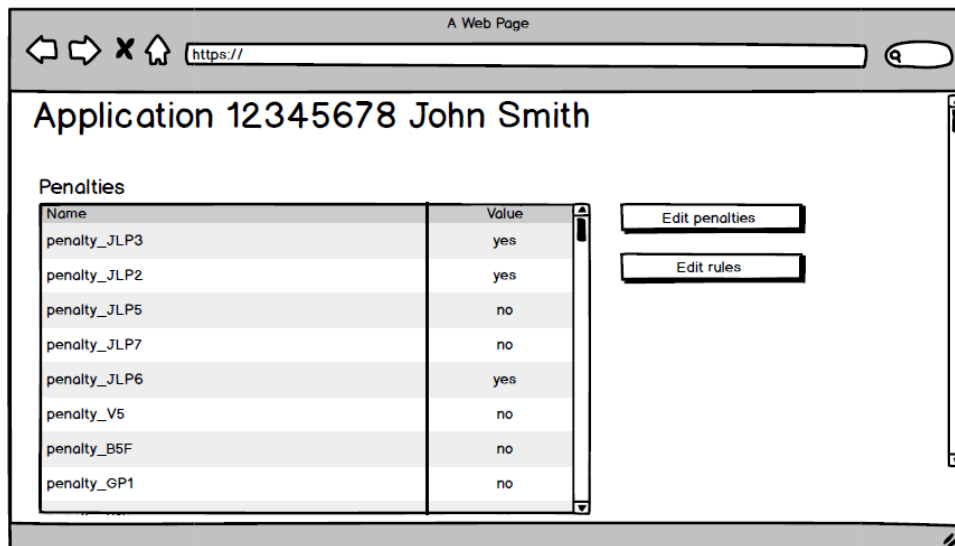 A Web Page
https://
Application 12345678 John Smith
Penalties
Name Value
penalty_JLP3 yes
penalty_JLP2 yes
penalty_JLP5 no
penalty_JLP7 no
penalty_JLP6 yes
penalty_V5 no
penalty_B5F no
penalty_GP1 no
Edit penalties
Edit rules